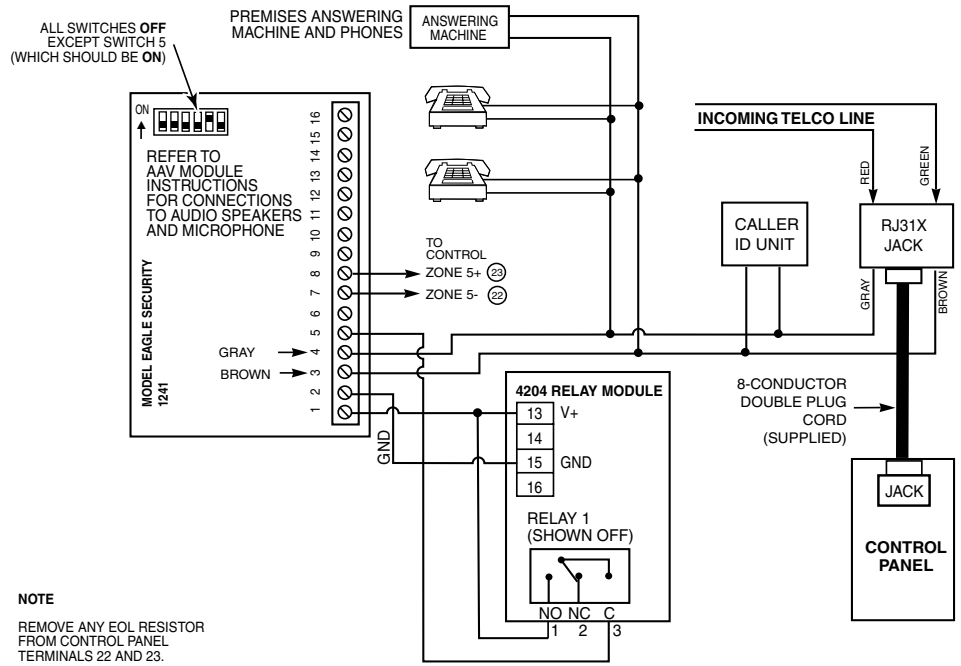 PREMISES ANSWERING
MACHINE AND PHONES
ANSWERING
MACHINE
ALL SWITCHES OFF
EXCEPT SWITCH 5
(WHICH SHOULD BE ON)
ON
REFER TO
AAV MODULE
INSTRUCTIONS
FOR CONNECTIONS
TO AUDIO SPEAKERS
AND MICROPHONE
MODEL EAGLE SECURITY
1241
16
15
14
13
12
11
10
9
8
7
6
5
4
3
2
1
GRAY
BROWN
TO
CONTROL
ZONE 5+ 23
ZONE 5- 22
GND
INCOMING TELCO LINE
RED
GREEN
CALLER
ID UNIT
RJ31X
JACK
GRAY
BROWN
8-CONDUCTOR
DOUBLE PLUG
CORD
(SUPPLIED)
JACK
CONTROL
PANEL
4204 RELAY MODULE
13 V+
14
15 GND
16
RELAY 1
(SHOWN OFF)
NO NC C
1 2 3
NOTE
REMOVE ANY EOL RESISTOR
FROM CONTROL PANEL
TERMINALS 22 AND 23.